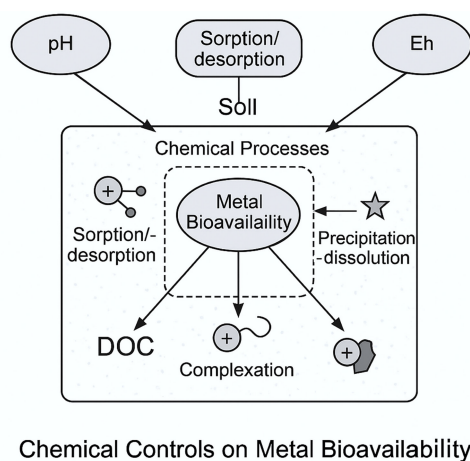 pH
Sorption/
desorption
Eh
Soll
Chemical Processes
Metal
Bioavailaility
+
Sorption/-
desorption
Precipitation
-dissolution
DOC
+
Complexation
+
Chemical Controls on Metal Bioavailability